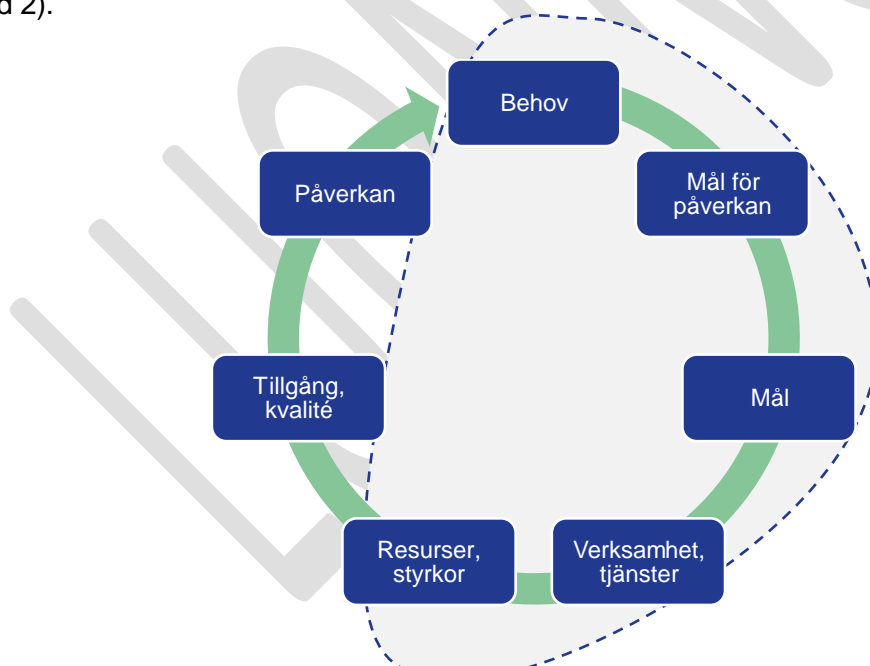 d 2).
Behov
Mål för
påverkan
Mål
Verksamhet,
tjänster
Resurser,
styrkor
Tillgång,
kvalité
Påverkan